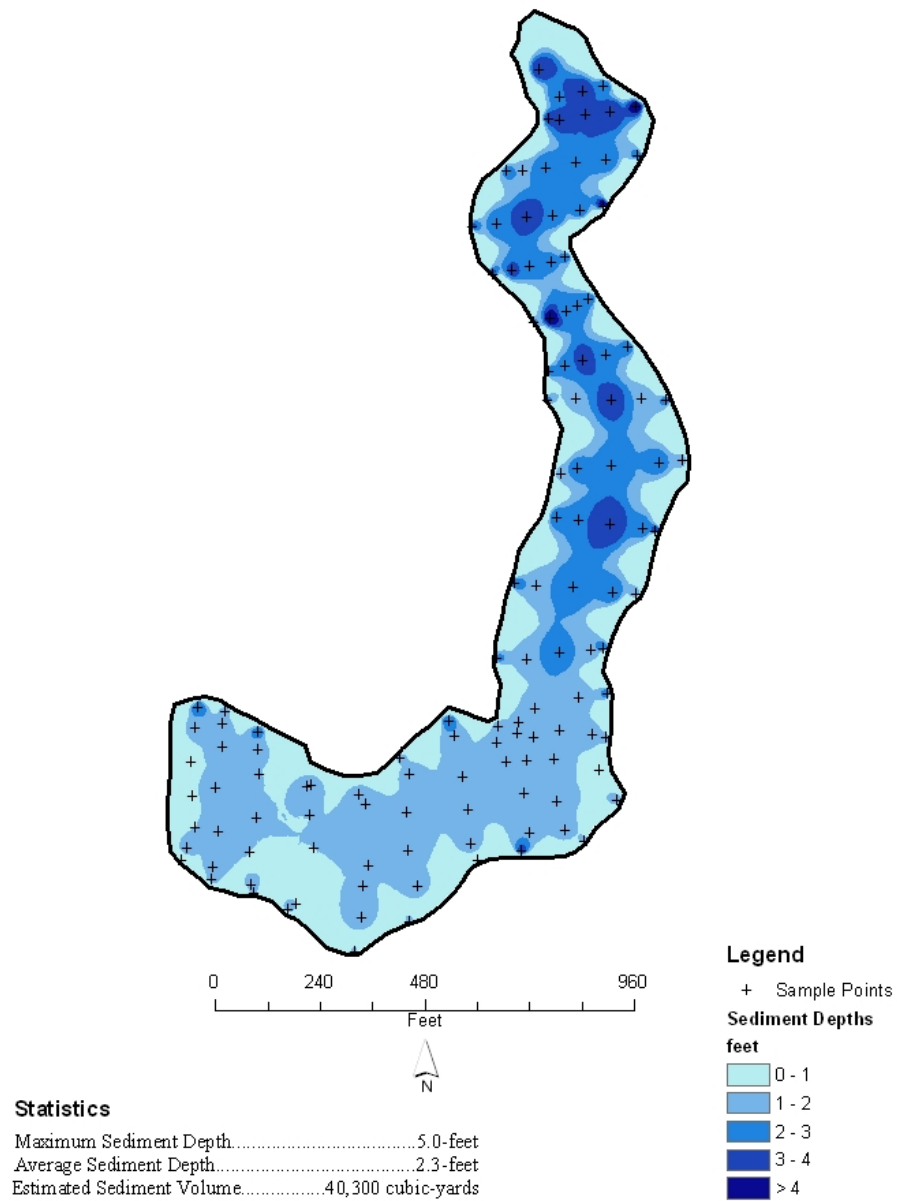 0 240 480 960
Feet
N
Legend
+ Sample Points
Sediment Depths
feet
0 - 1
1 - 2
2 - 3
3 - 4
>4
Statistics
Maximum Sediment Depth................................5.0-feet
Average Sediment Depth...................................2.3-feet
Estimated Sediment Volume..............40,300 cubic-yards